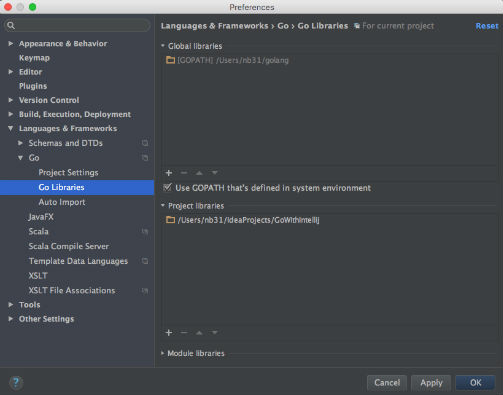 Preferences
Languages & Frameworks › Go › Go Libraries For current project Reset
Appearance & Behavior
Keymap
Editor
Plugins
Version Control
Build, Execution, Deployment
Languages & Frameworks
Schemas and DTDs
Go
Project Settings
Go Libraries
Auto Import
JavaFX
Scala
Scala Compile Server
Template Data Languages
XSLT
XSLT File Associations
Tools
Other Settings
Global libraries
[GOPATH] /Users/nb31/golang
Use GOPATH that's defined in system environment
Project libraries
/Users/nb31/IdeaProjects/GoWithIntellij
Module libraries
? Cancel Apply OK